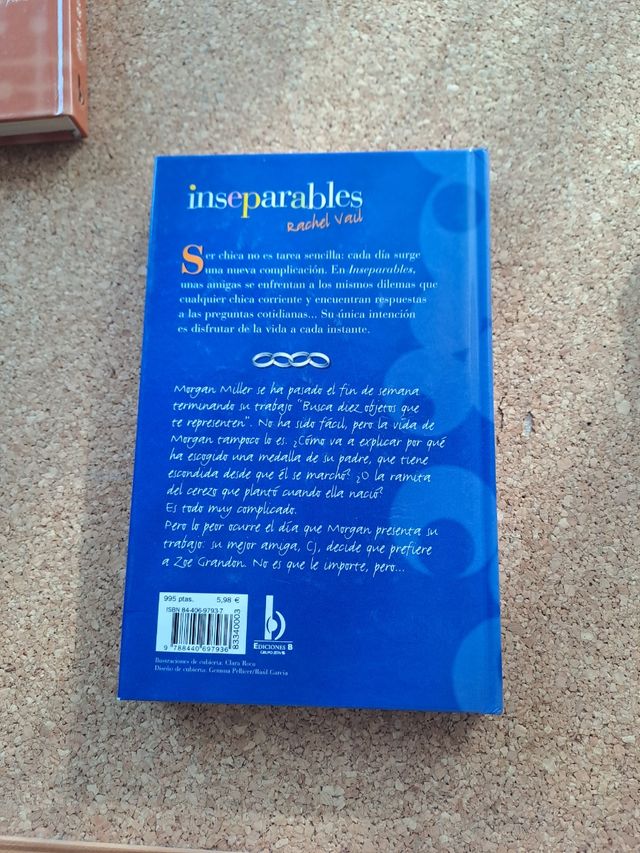 inseparables
Rachel Vail
Ser chica no es tarea sencilla: cada día surge
una nueva complicación. En Inseparables,
unas amigas se enfrentan a los mismos dilemas que
cualquier chica corriente y encuentran respuestas
a las preguntas cotidianas... Su única intención
es disfrutar de la vida a cada instante.
Morgan Miller se ha pasado el fin de semana
terminando su trabajo "Busca diez objetos que
te representen". No ha sido fácil, pero la vida de
Morgan tampoco lo es. ¿Cómo va a explicar por qué
ha escogido una medalla de su padre, que tiene
escondida desde que él se marchó? ¿O la ramita
del cerezo que plantó cuando ella nació?
Es todo muy complicado.
Pero lo peor ocurre el día que Morgan presenta su
trabajo: su mejor amiga, CJ, decide que prefiere
a Zoe Grandon. No es que le importe, pero...
995 ptas. 5,98 €
ISBN 84-406-9793-7
9 788440 697936
83340003
EDICIONES B
GRUPO ZETA
Ilustraciones de cubierta: Clara Roca
Diseño de cubierta: Gemma Pellicer/Raúl García